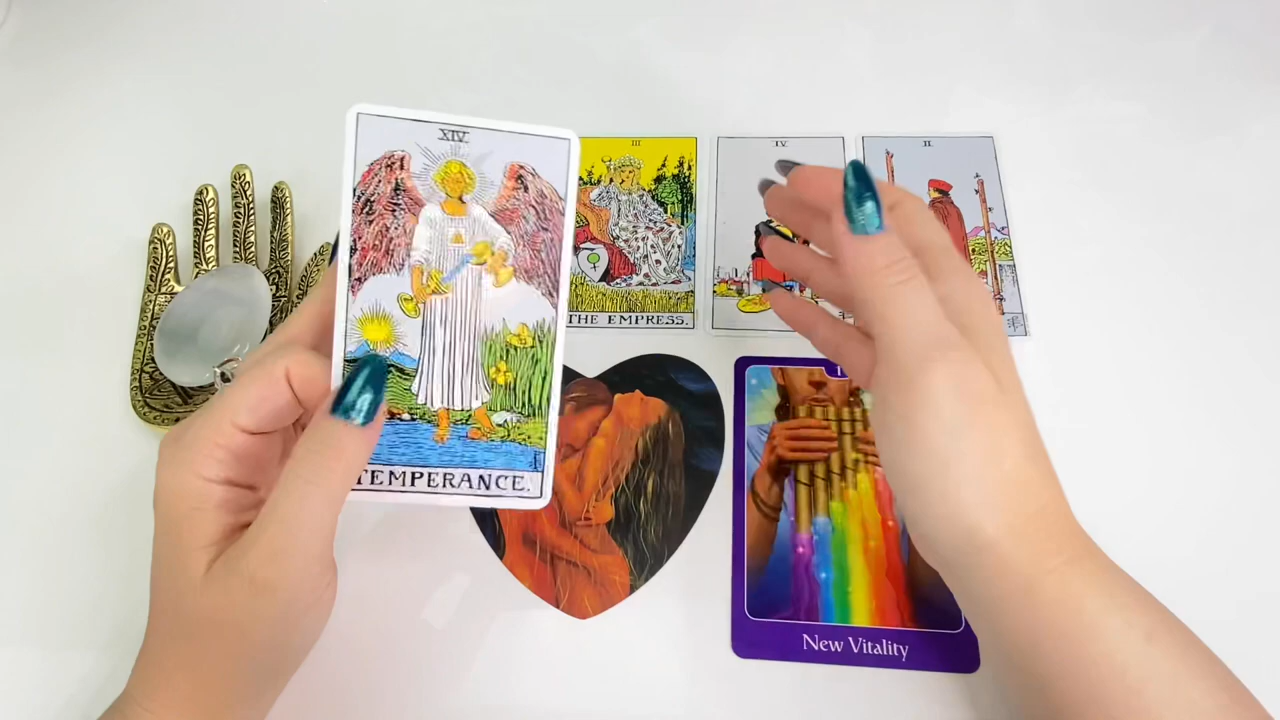 XIV
III
IV
II
THE EMPRESS.
TEMPERANCE.
New Vitality